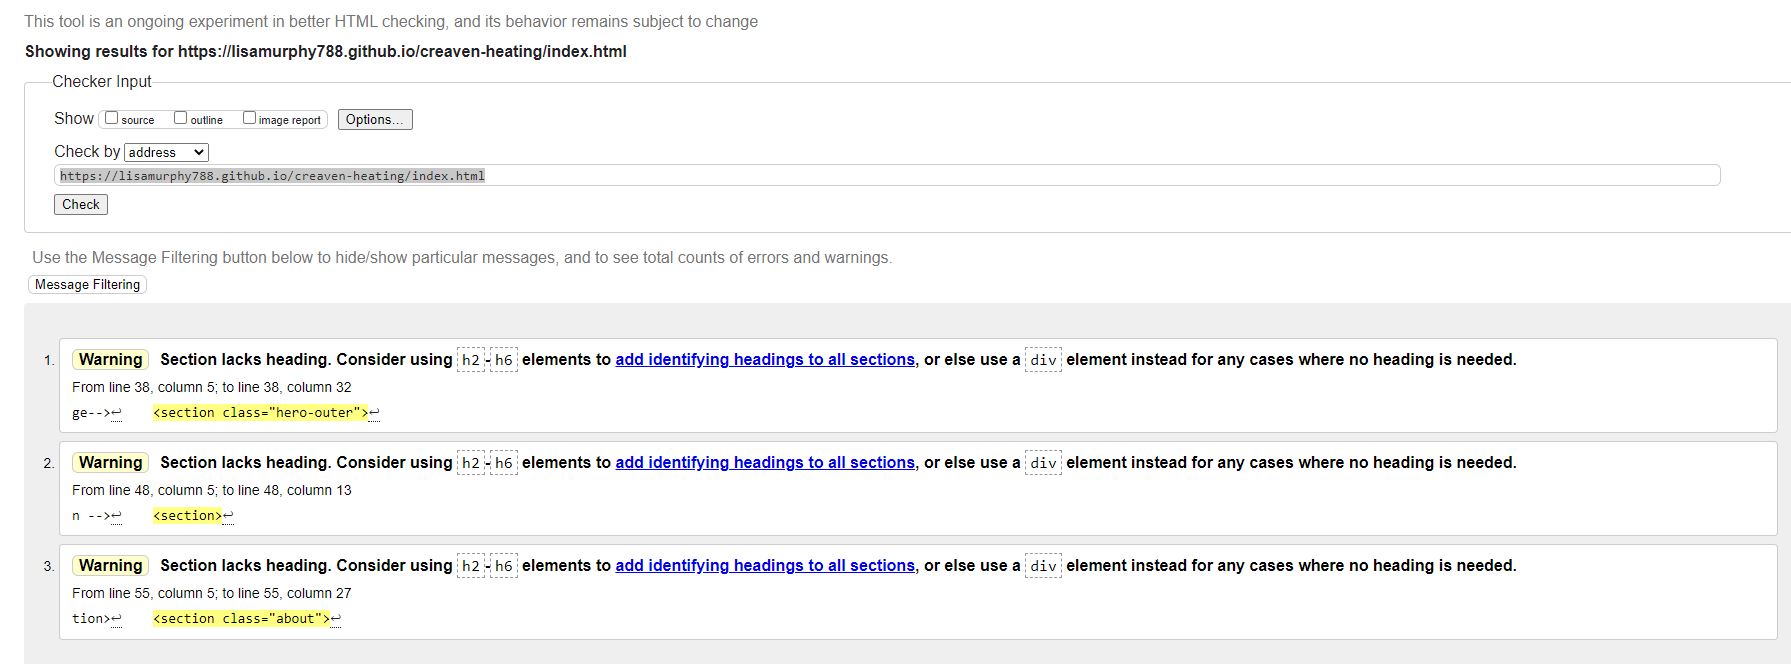 This tool is an ongoing experiment in better HTML checking, and its behavior remains subject to change
Showing results for https://lisamurphy788.github.io/creaven-heating/index.html
Checker Input
Show source outline image report Options...
Check by address
https://lisamurphy788.github.io/creaven-heating/index.html
Check
Use the Message Filtering button below to hide/show particular messages, and to see total counts of errors and warnings.
Message Filtering
1. Warning Section lacks heading. Consider using h2-h6 elements to add identifying headings to all sections, or else use a div element instead for any cases where no heading is needed.
From line 38, column 5; to line 38, column 32
ge-->↩ <section class="hero-outer">↩
2. Warning Section lacks heading. Consider using h2-h6 elements to add identifying headings to all sections, or else use a div element instead for any cases where no heading is needed.
From line 48, column 5; to line 48, column 13
n -->↩ <section>↩
3. Warning Section lacks heading. Consider using h2-h6 elements to add identifying headings to all sections, or else use a div element instead for any cases where no heading is needed.
From line 55, column 5; to line 55, column 27
tion>↩ <section class="about">↩